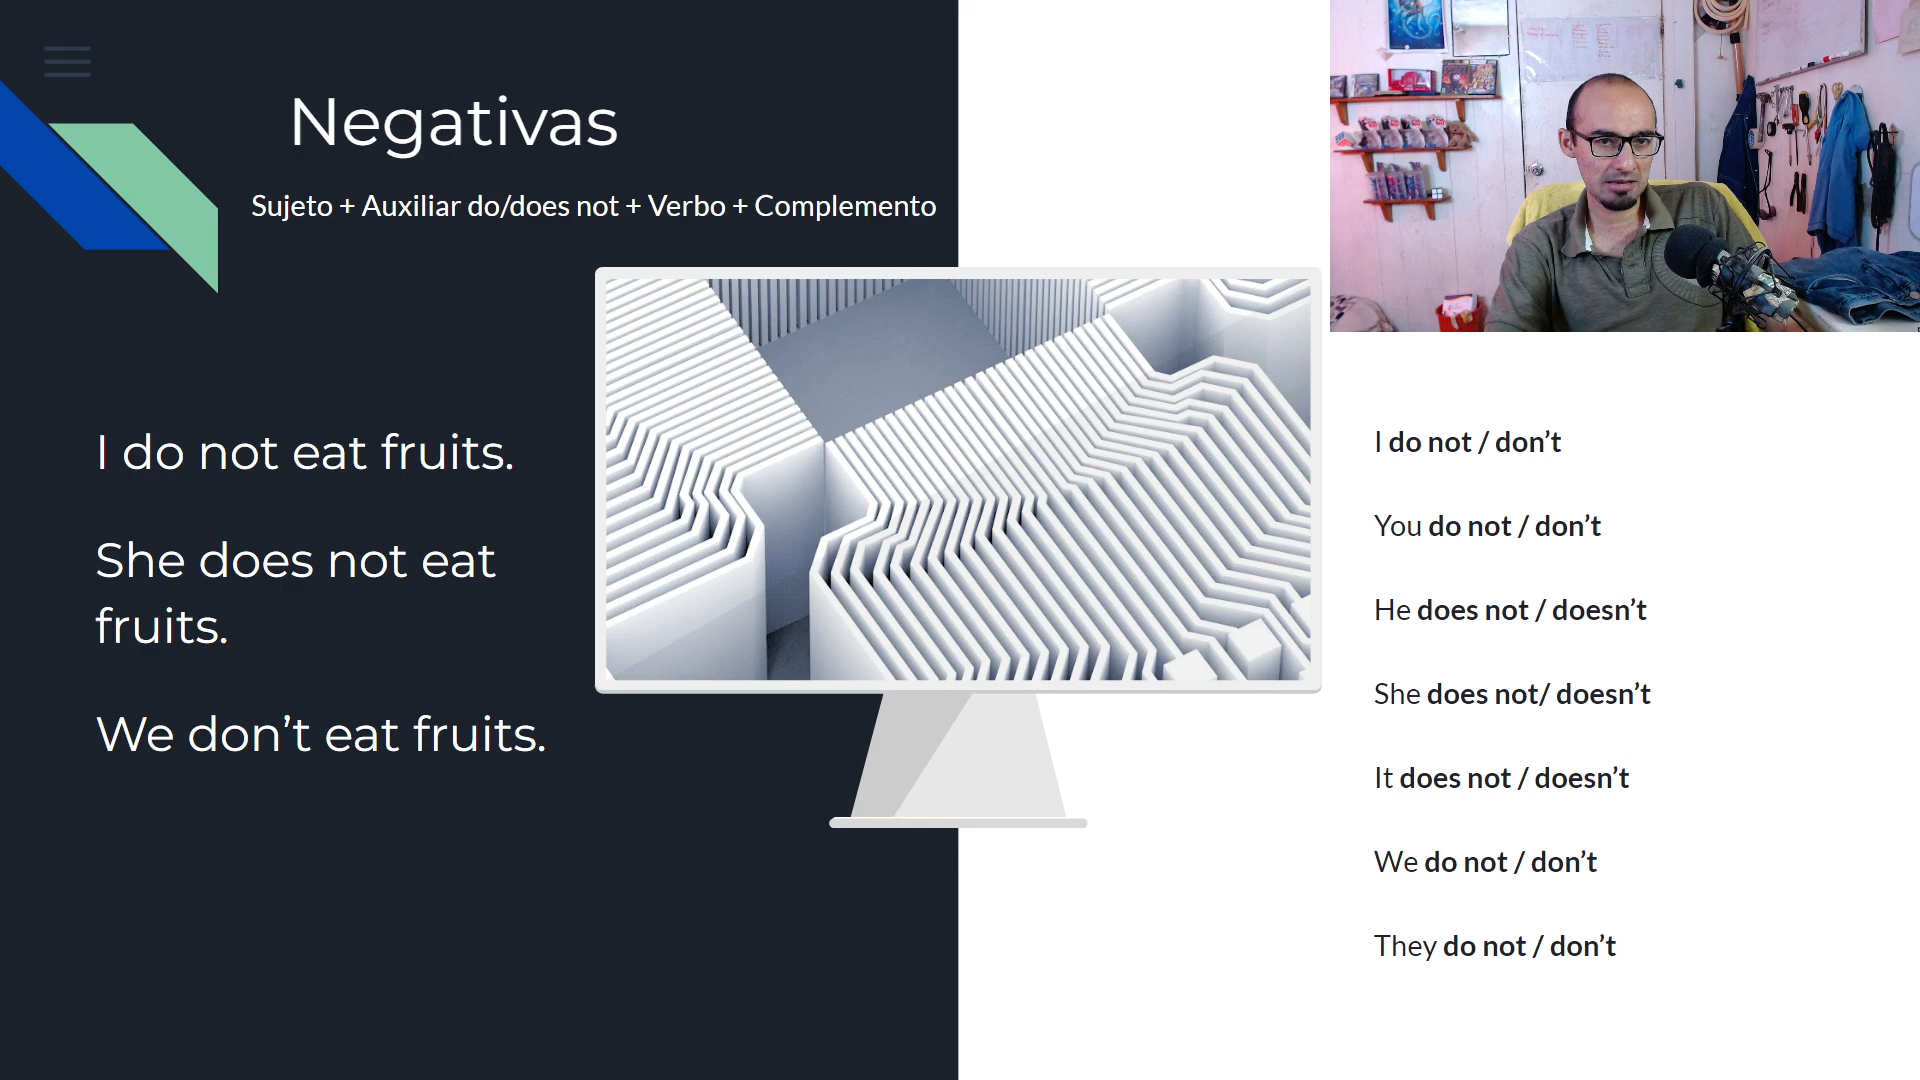 Negativas
Sujeto + Auxiliar do/does not + Verbo + Complemento
I do not eat fruits.
She does not eat
fruits.
We don’t eat fruits.
I do not / don’t
You do not / don’t
He does not / doesn’t
She does not/ doesn’t
It does not / doesn’t
We do not / don’t
They do not / don’t